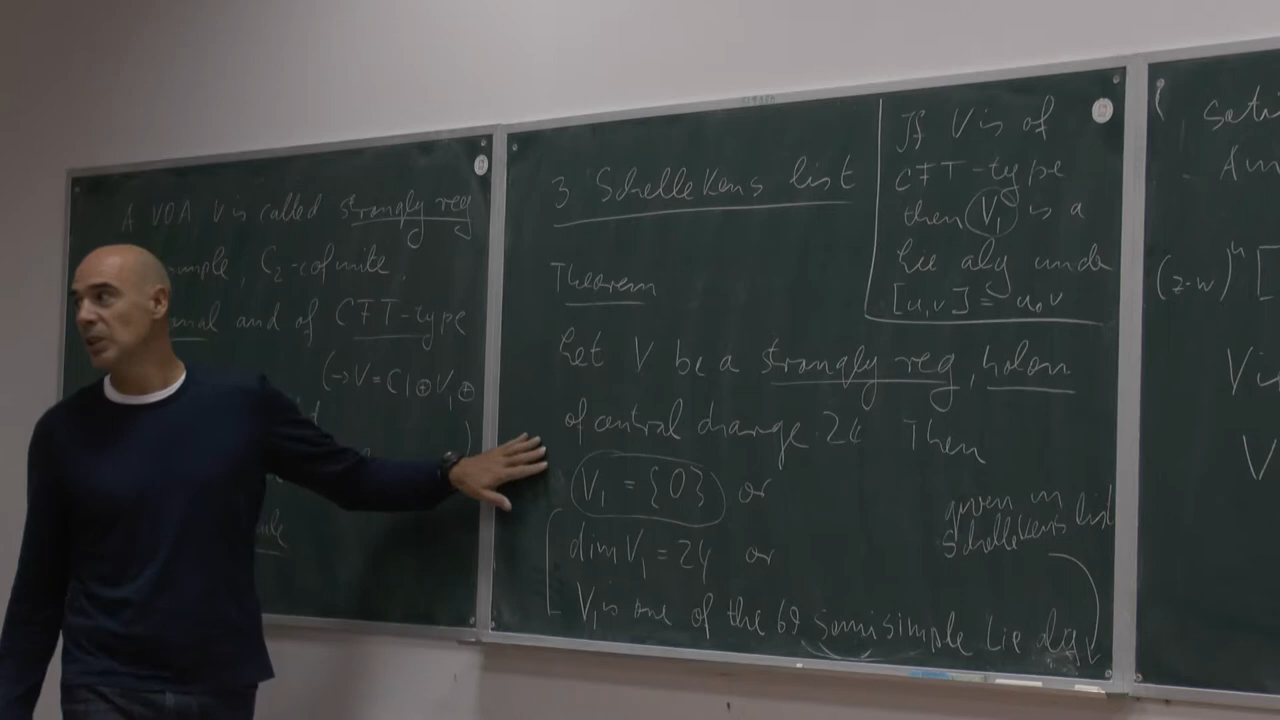 A VOA V is called strongly reg
simple, C2-cofinite,
and of CFT-type
(→ V = C1 ⊕ V1 ⊕
3 Schellekens list
Theorem
Let V be a strongly reg, holom
of central charge 24 Then
V1 = {0} or
dim V1 = 24 or
V1 is one of the 69 semisimple Lie alg
given in
Schellekens list
If V is of
CFT-type
then V1 is a
Lie alg under
[u,v] = u0v
(z-w)^n [
V